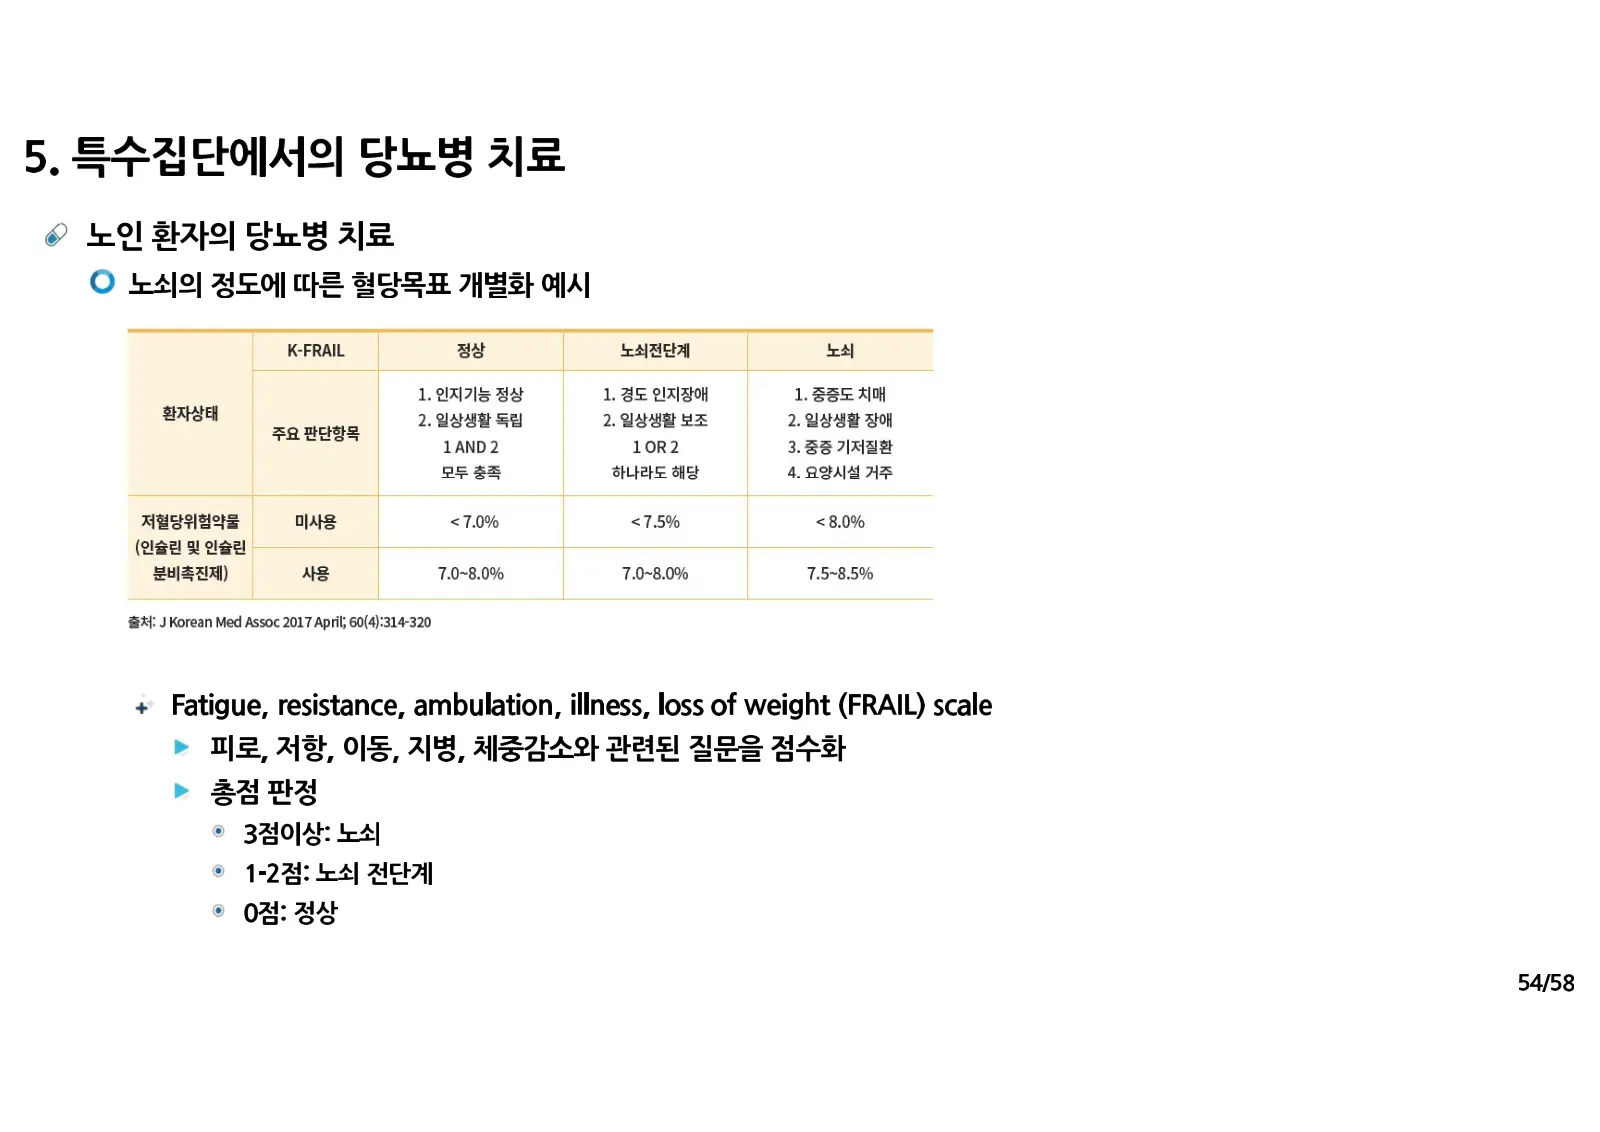 5. 특수집단에서의 당뇨병 치료
노인 환자의 당뇨병 치료
노쇠의 정도에 따른 혈당목표 개별화 예시
환자상태
K-FRAIL
정상
노쇠전단계
노쇠
주요 판단항목
1. 인지기능 정상
2. 일상생활 독립
1 AND 2
모두 충족
1. 경도 인지장애
2. 일상생활 보조
1 OR 2
하나라도 해당
1. 중증도 치매
2. 일상생활 장애
3. 중증 기저질환
4. 요양시설 거주
저혈당위험약물
(인슐린 및 인슐린
분비촉진제)
미사용
< 7.0%
< 7.5%
< 8.0%
사용
7.0~8.0%
7.0~8.0%
7.5~8.5%
출처: J Korean Med Assoc 2017 April; 60(4):314-320
Fatigue, resistance, ambulation, illness, loss of weight (FRAIL) scale
피로, 저항, 이동, 지병, 체중감소와 관련된 질문을 점수화
총점 판정
3점이상: 노쇠
1-2점: 노쇠 전단계
0점: 정상
54/58